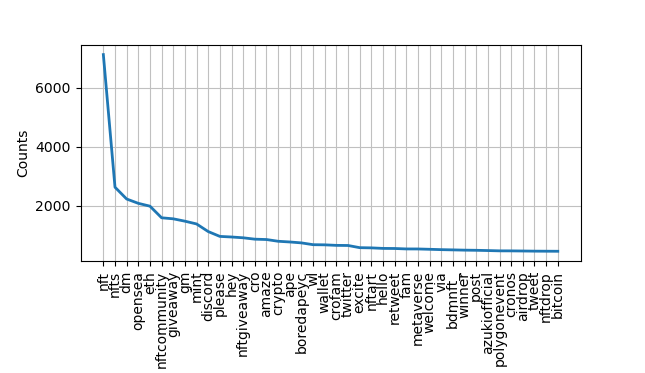 6000
4000
2000
Counts
nft
nfts
dm
opensea
eth
nftcommunity
giveaway
gm
mint
discord
please
hey
nftgiveaway
cro
amaze
crypto
ape
boredapeyc
wl
wallet
crofam
twitter
excite
nftart
hello
retweet
fam
metaverse
welcome
via
bdmnft
winner
post
azukiofficial
polygonevent
cronos
airdrop
tweet
nftdrop
bitcoin